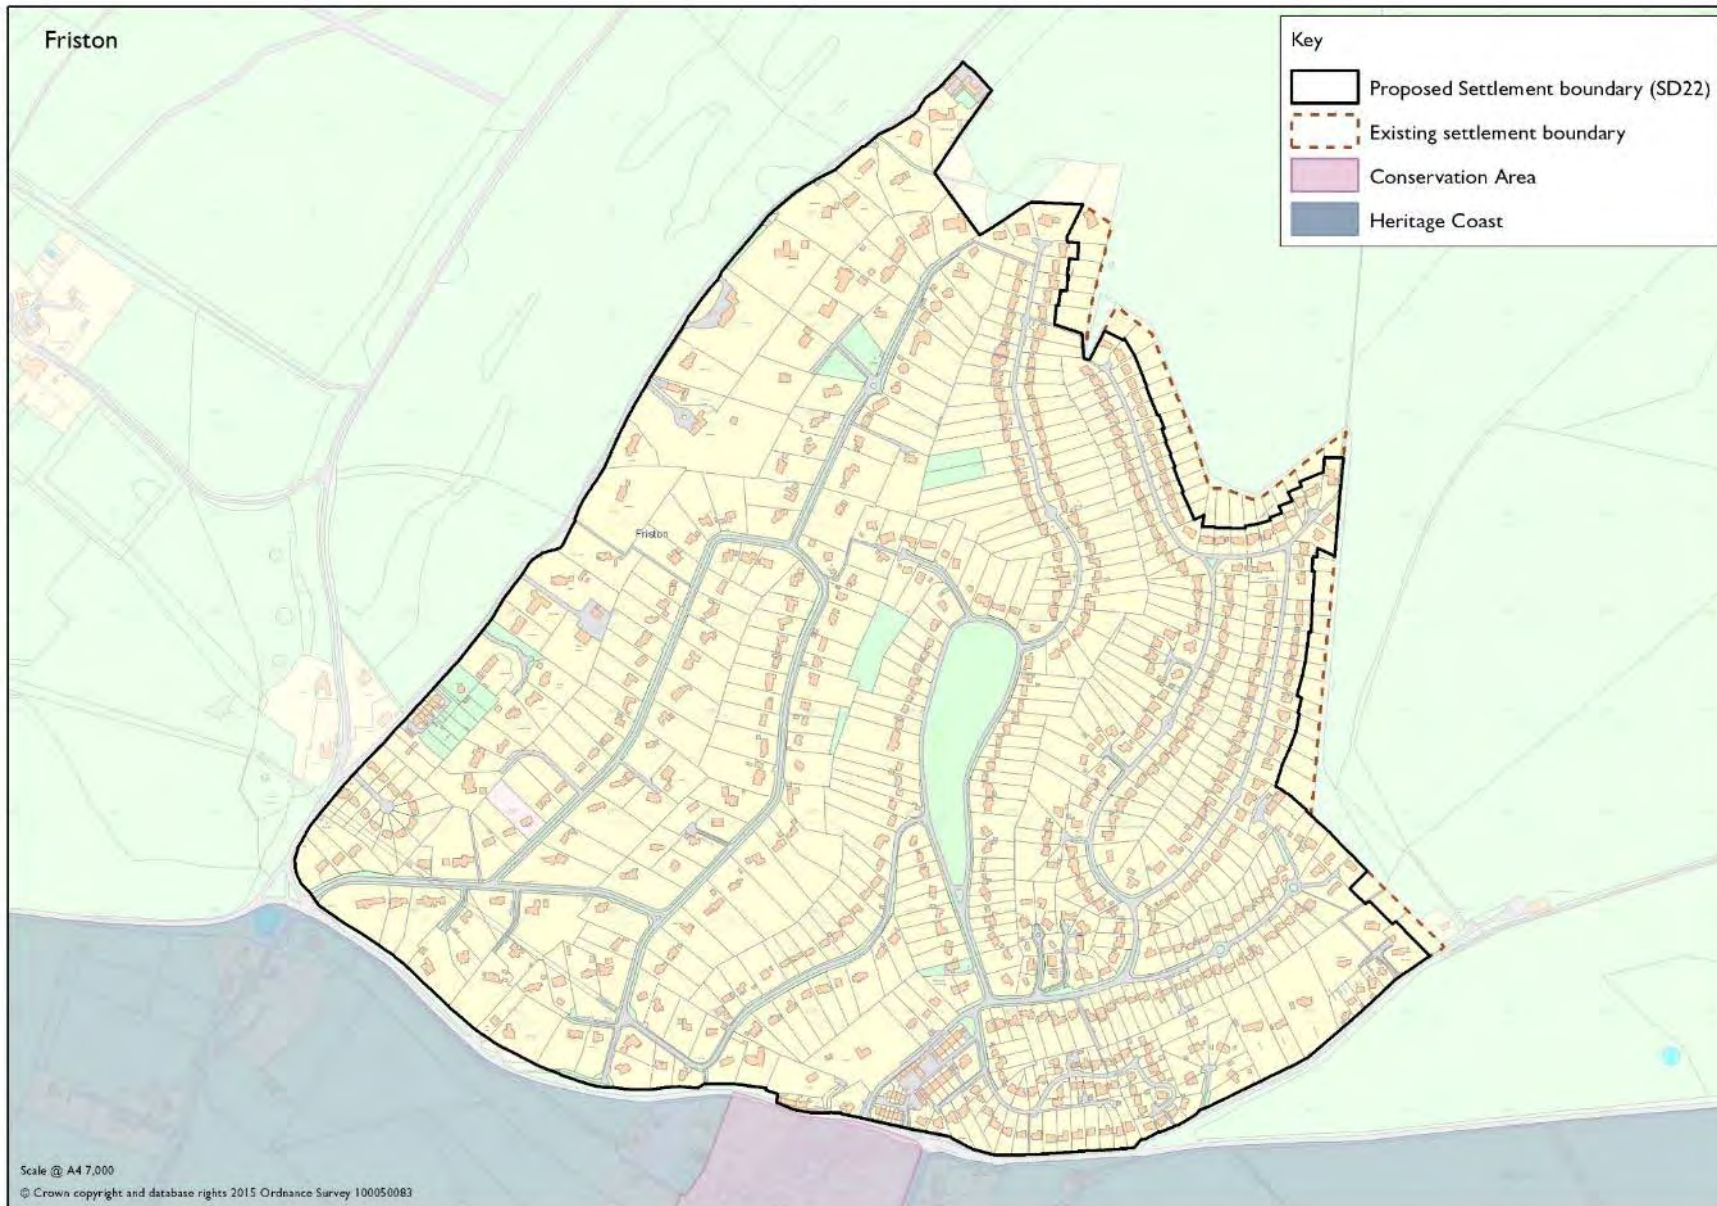 Friston
Key
Proposed Settlement boundary (SD22)
Existing settlement boundary
Conservation Area
Heritage Coast
Friston
Scale @ A4 7,000
© Crown copyright and database rights 2015 Ordnance Survey 100050083